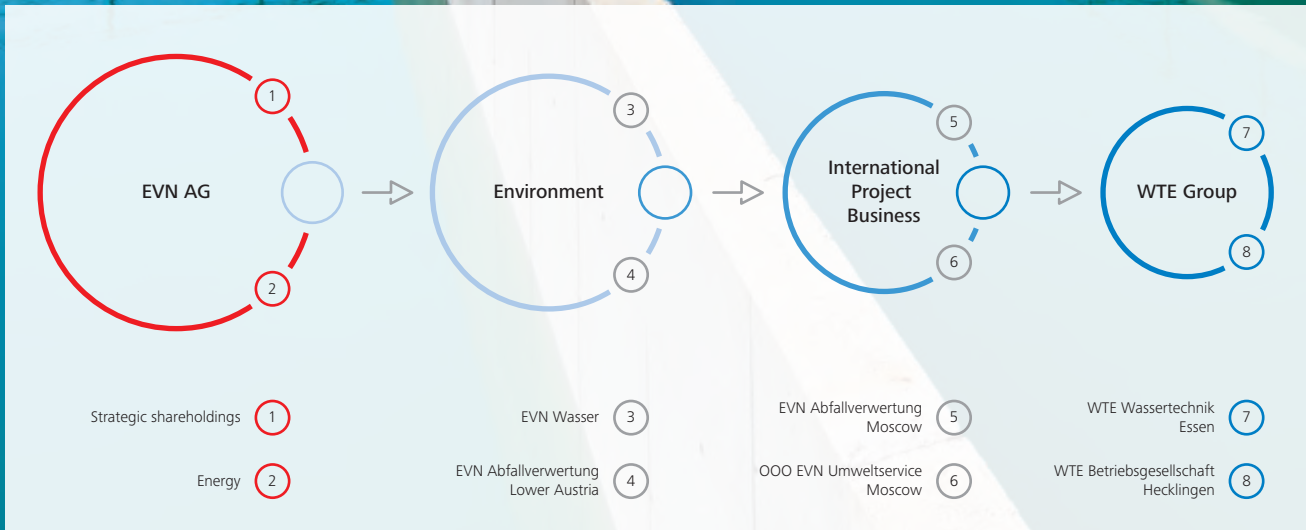 1
3
5
7
EVN AG
Environment
International
Project
Business
WTE Group
2
4
6
8
Strategic shareholdings 1
EVN Wasser 3
EVN Abfallverwertung
Moscow 5
WTE Wassertechnik
Essen 7
Energy 2
EVN Abfallverwertung
Lower Austria 4
OOO EVN Umweltservice
Moscow 6
WTE Betriebsgesellschaft
Hecklingen 8